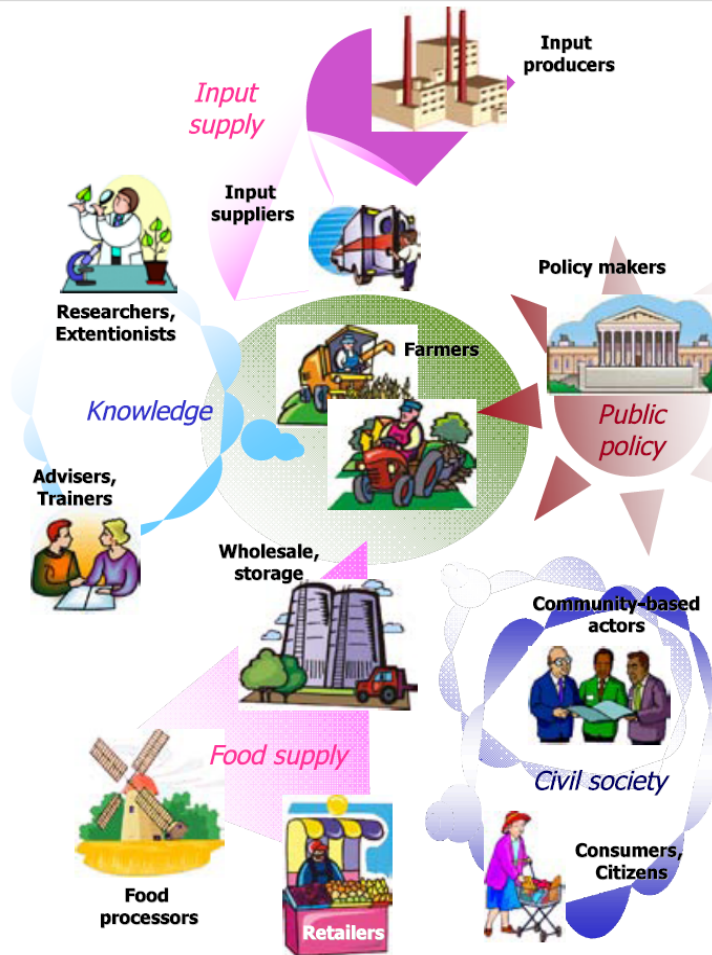 Input
producers
Input
supply
Input
suppliers
Researchers,
Extentionists
Policy makers
Farmers
Knowledge
Public
policy
Advisers,
Trainers
Wholesale,
storage
Community-based
actors
Food supply
Civil society
Consumers,
Citizens
Food
processors
Retailers